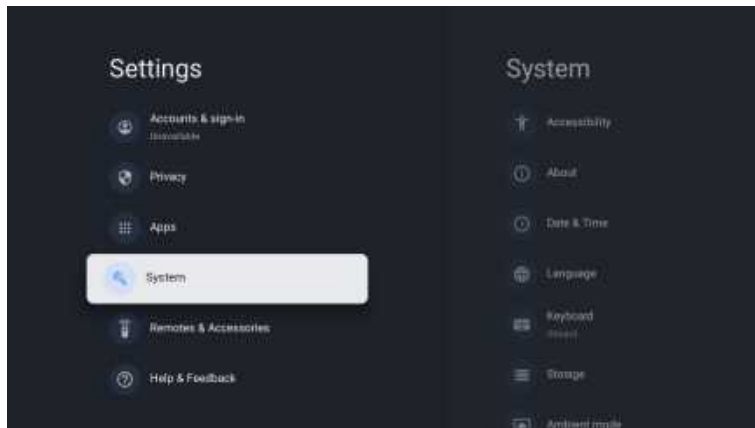 Settings
Accounts & sign-in
Unavailable
Privacy
Apps
System
Remotes & Accessories
Help & Feedback
System
Accessibility
About
Date & Time
Language
Keyboard
Storage
Ambient mode